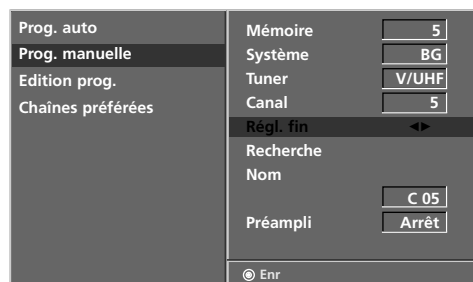 Prog. auto
Prog. manuelle
Edition prog.
Chaînes préférées
Mémoire 5
Système BG
Tuner V/UHF
Canal 5
Régl. fin ◀▶
Recherche
Nom
C 05
Préampli Arrêt
◉ Enr